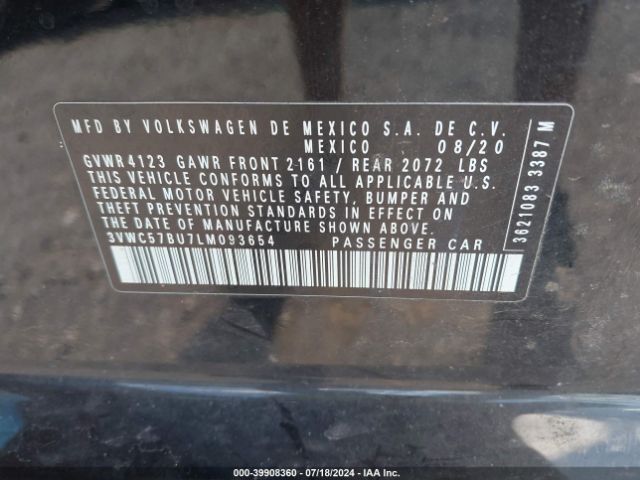 MFD BY VOLKSWAGEN DE MEXICO S.A. DE C.V.
MEXICO 08/20
GVWR 4123 GAWR FRONT 2161 / REAR 2072 LBS
THIS VEHICLE CONFORMS TO ALL APPLICABLE U.S.
FEDERAL MOTOR VEHICLE SAFETY, BUMPER AND
THEFT PREVENTION STANDARDS IN EFFECT ON
THE DATE OF MANUFACTURE SHOWN ABOVE.
3VWC57BU7LM093654 PASSENGER CAR
3621083 3387 M
000-39908360 - 07/18/2024 - IAA Inc.